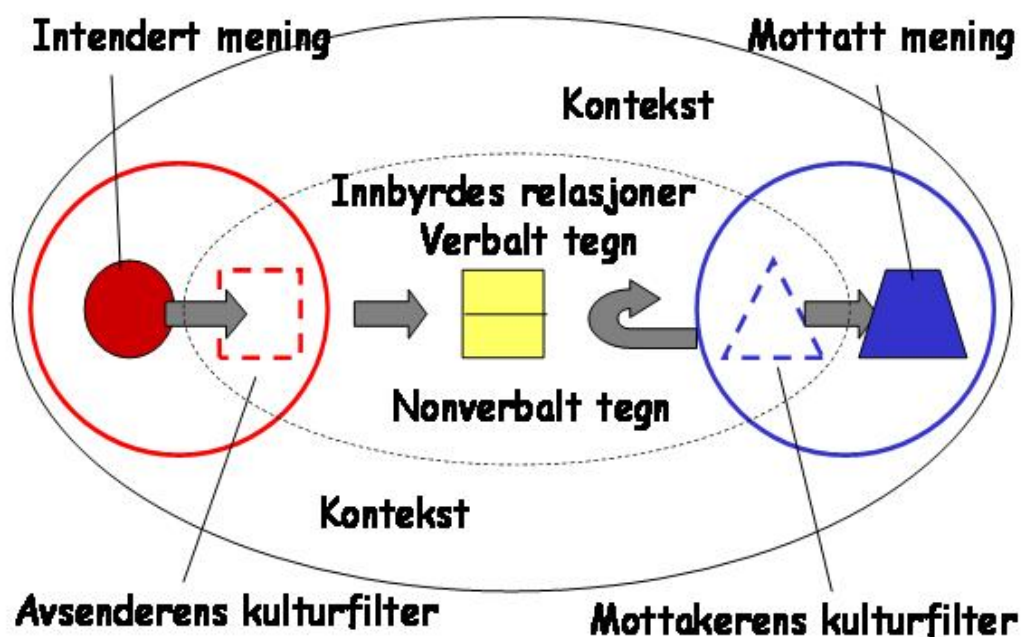 Intendert mening
Mottatt mening
Kontekst
Innbyrdes relasjoner
Verbalt tegn
Nonverbalt tegn
Kontekst
Avsenderens kulturfilter
Mottakerens kulturfilter